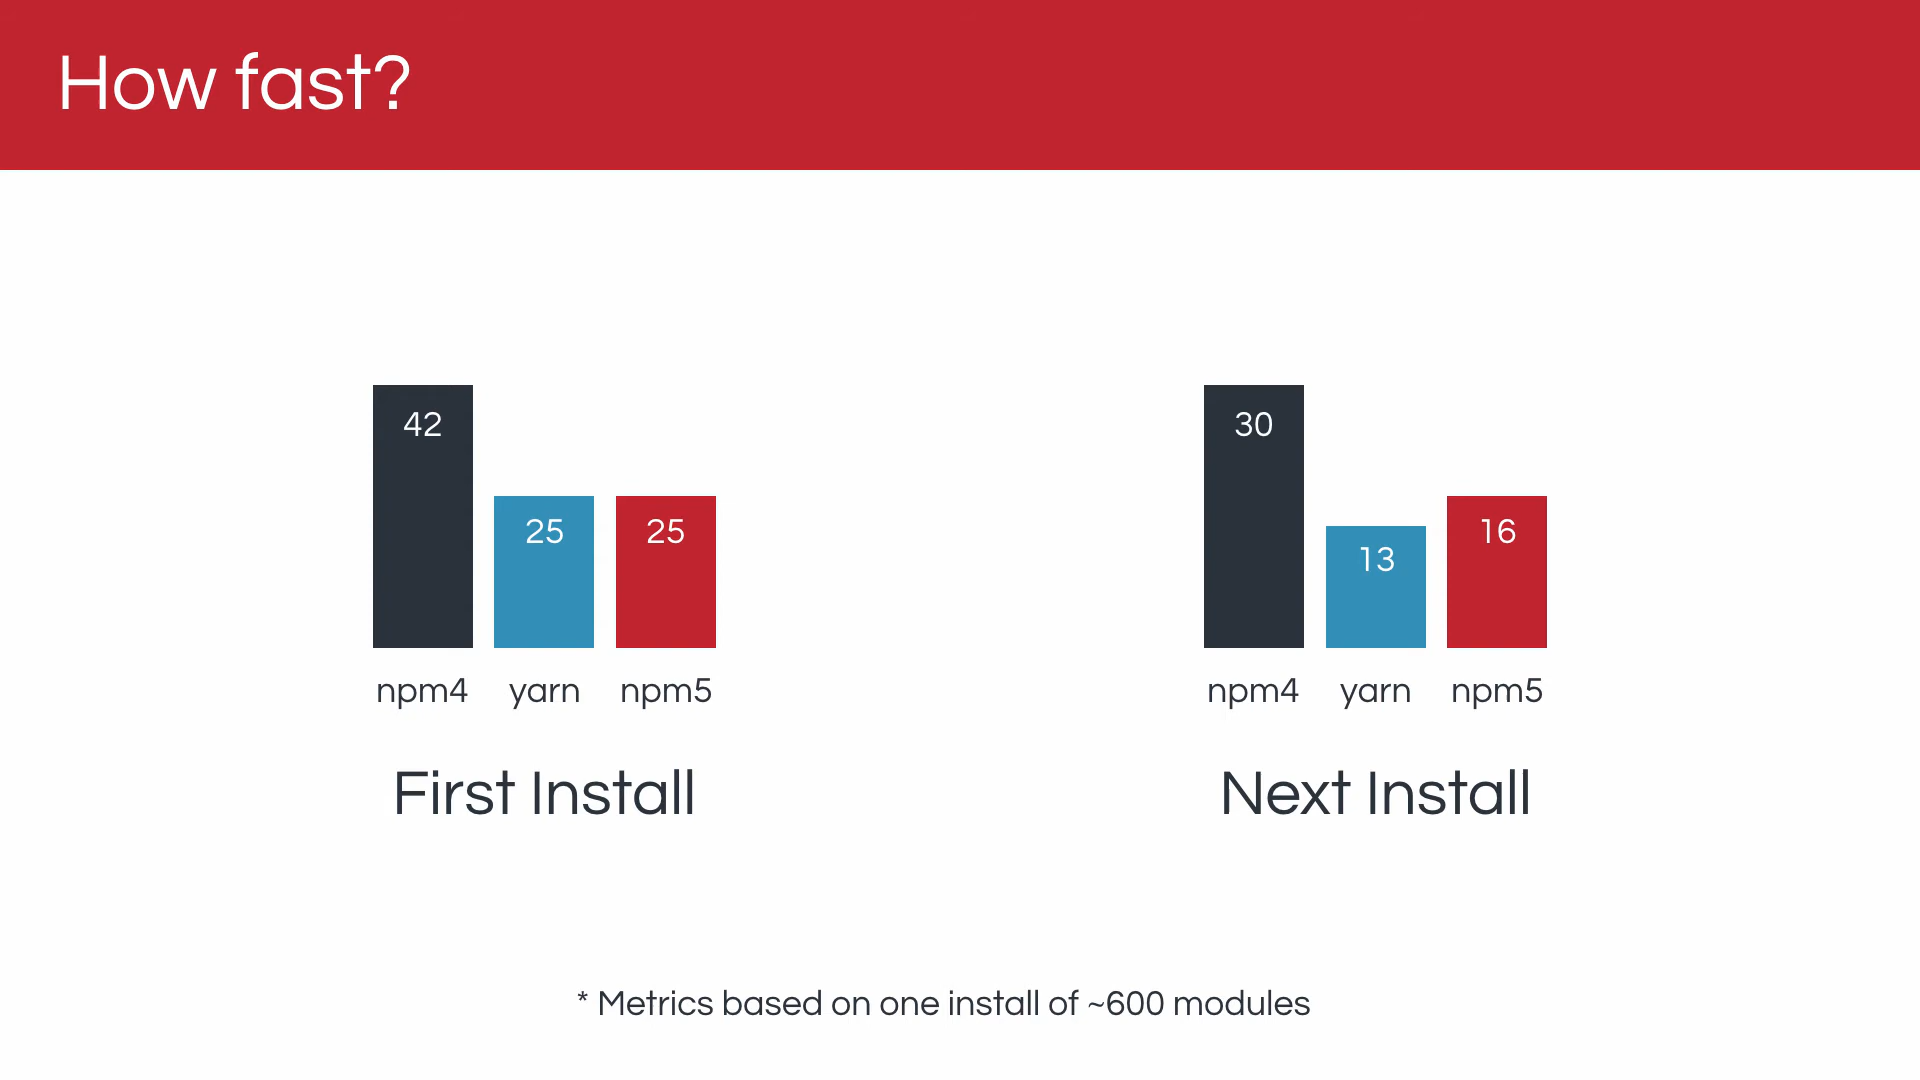 How fast?
42
25
25
npm4
yarn
npm5
First Install
30
13
16
npm4
yarn
npm5
Next Install
* Metrics based on one install of ~600 modules